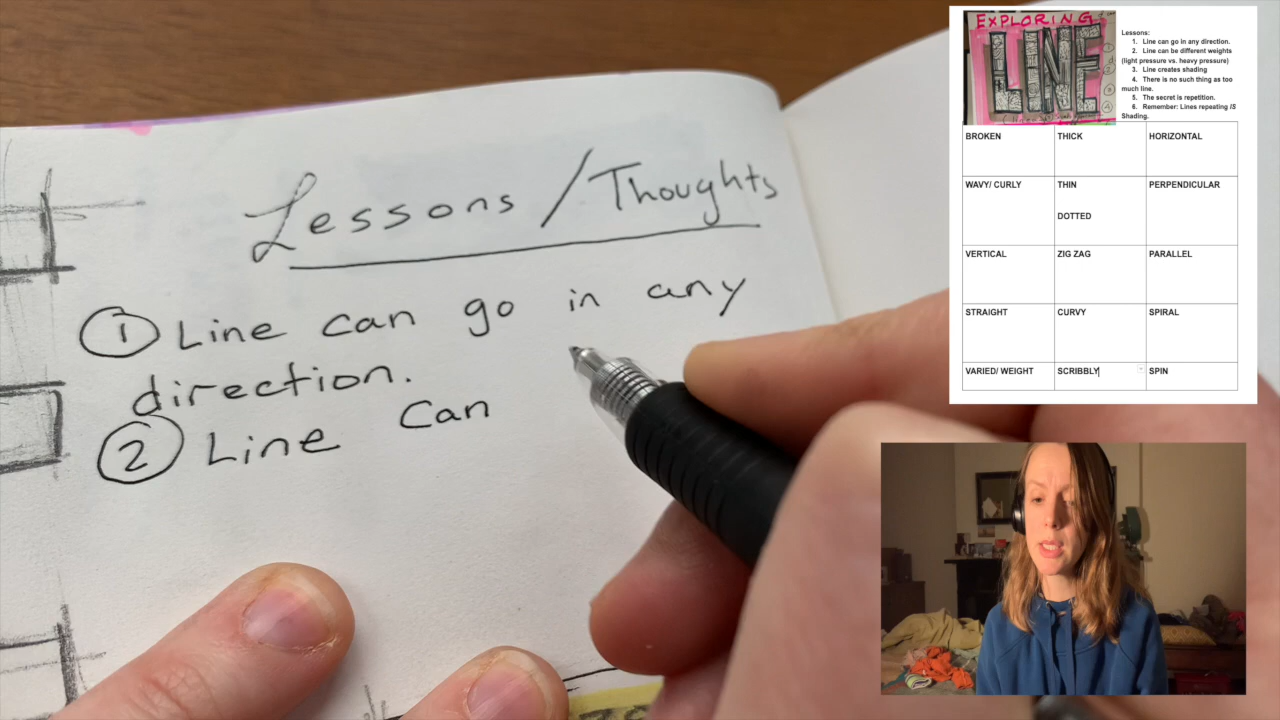 Lessons / Thoughts
① Line can go in any
direction.
② Line can
EXPLORING
LINE
Lessons:
1. Line can go in any direction.
2. Line can be different weights
(light pressure vs. heavy pressure)
3. Line creates shading
4. There is no such thing as too
much line.
5. The secret is repetition.
6. Remember: Lines repeating IS
Shading.
BROKEN THICK HORIZONTAL
WAVY/ CURLY THIN PERPENDICULAR
DOTTED
VERTICAL ZIG ZAG PARALLEL
STRAIGHT CURVY SPIRAL
VARIED/ WEIGHT SCRIBBLY SPIN